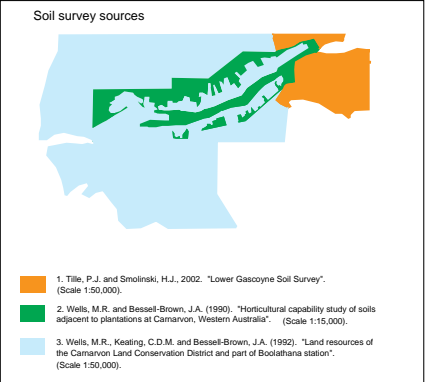 Soil survey sources
1. Tille, P.J. and Smolinski, H.J., 2002.  "Lower Gascoyne Soil Survey".
(Scale 1:50,000).
2. Wells, M.R. and Bessell-Brown, J.A. (1990).  "Horticultural capability study of soils
adjacent to plantations at Carnarvon, Western Australia".    (Scale 1:15,000).
3. Wells, M.R., Keating, C.D.M. and Bessell-Brown, J.A. (1992).  "Land resources of
the Carnarvon Land Conservation District and part of Boolathana station".
(Scale 1:50,000).